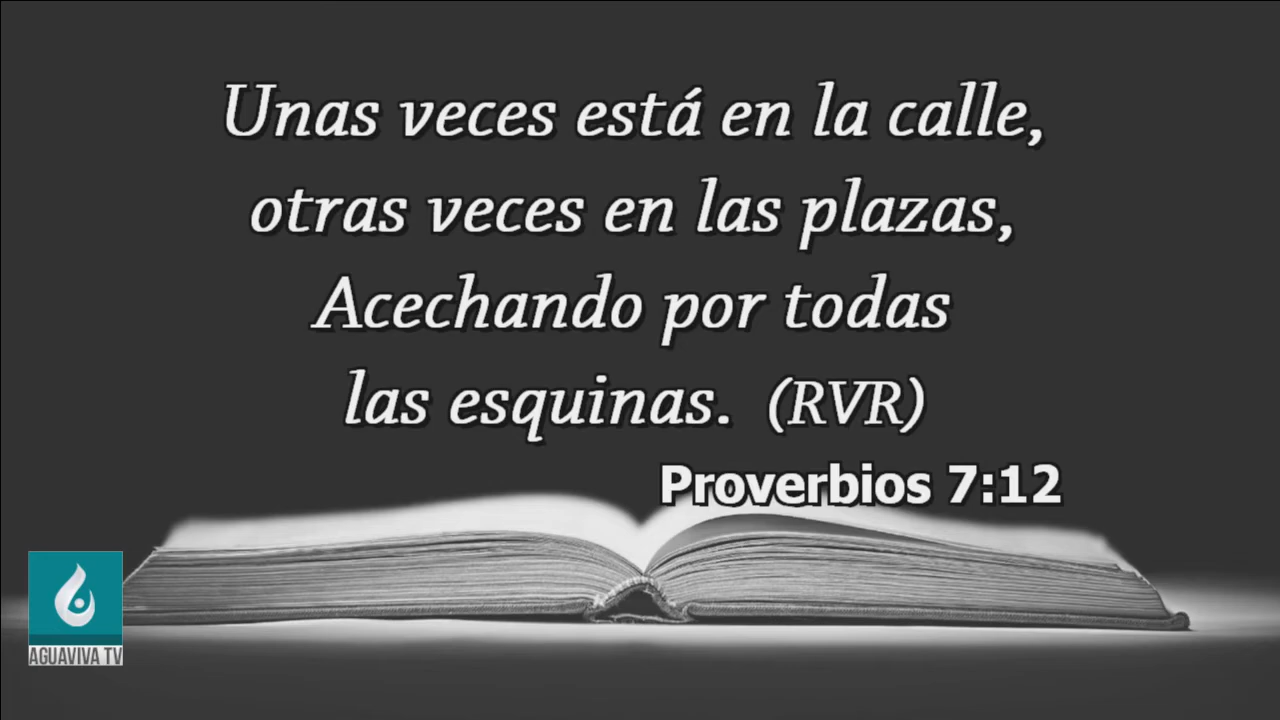 Unas veces está en la calle,
otras veces en las plazas,
Acechando por todas
las esquinas. (RVR)
Proverbios 7:12
AGUAVIVA TV